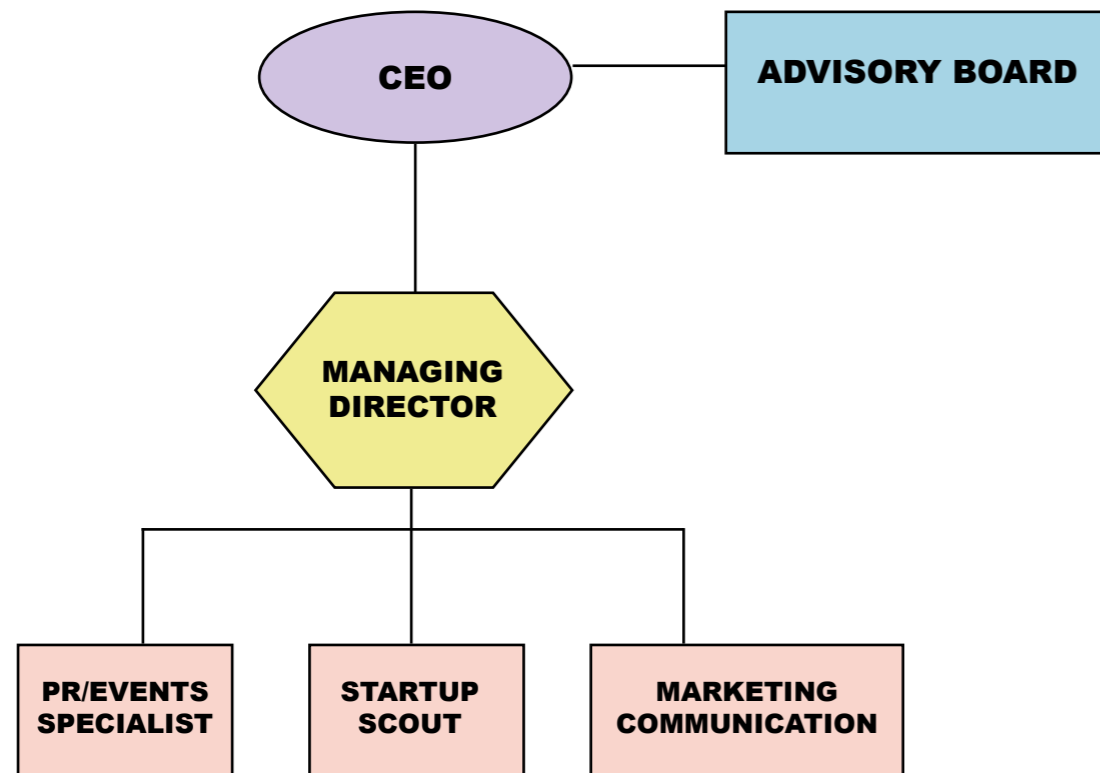 CEO
ADVISORY BOARD
MANAGING
DIRECTOR
PR/EVENTS
SPECIALIST
STARTUP
SCOUT
MARKETING
COMMUNICATION